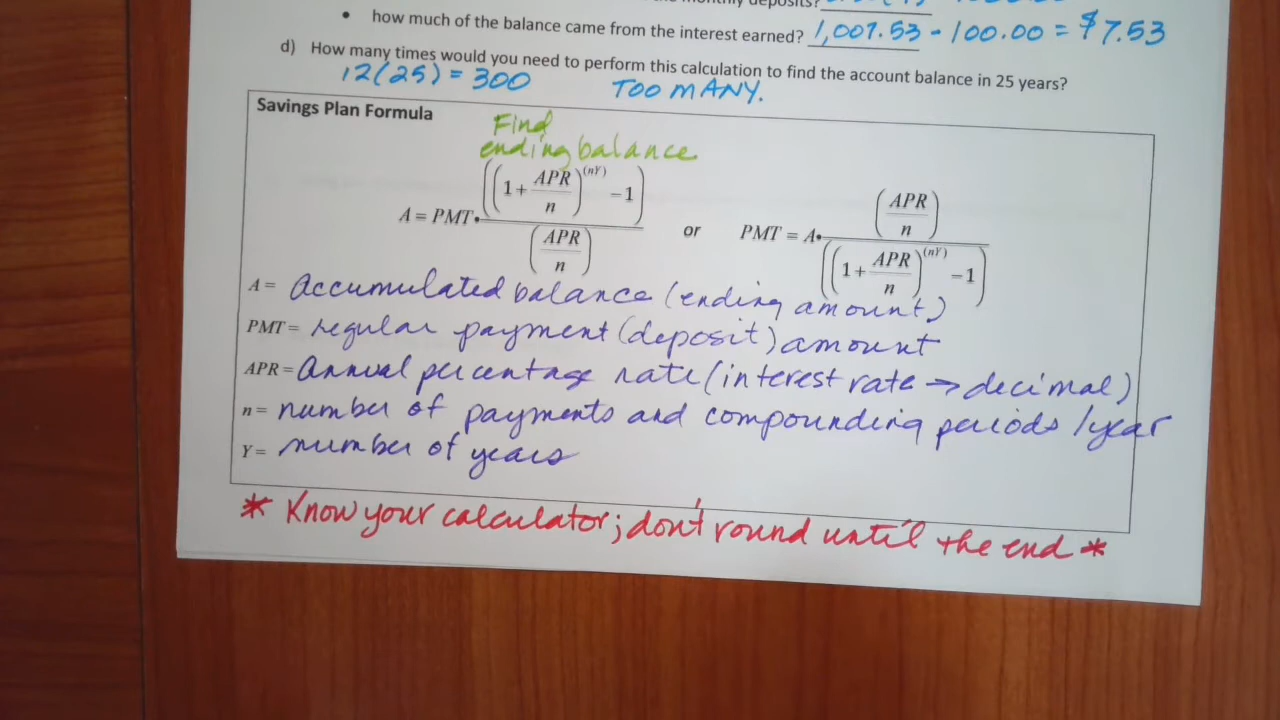 monthly deposits?
• how much of the balance came from the interest earned? 1,007.53 - 100.00 = $7.53
d) How many times would you need to perform this calculation to find the account balance in 25 years?
12(25) = 300 TOO MANY.
Savings Plan Formula
Find
ending balance
A = PMT • ((1 + APR/n)^(nY) - 1) / (APR/n) or PMT = A • (APR/n) / ((1 + APR/n)^(nY) - 1)
A = accumulated balance (ending amount)
PMT = regular payment (deposit) amount
APR = Annual percentage rate (interest rate → decimal)
n = number of payments and compounding periods / year
Y = number of years
* Know your calculator; don't round until the end *